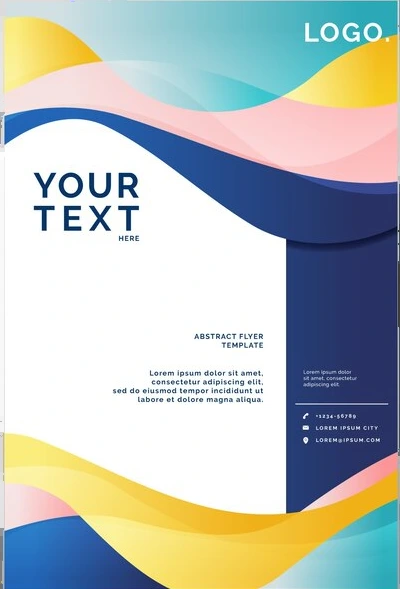 LOGO.
YOUR
TEXT
HERE
ABSTRACT FLYER
TEMPLATE
Lorem ipsum dolor sit amet,
consectetur adipiscing elit,
sed do eiusmod tempor incididunt ut
labore et dolore magna aliqua.
Lorem ipsum dolor
sit amet, consectetur
adipiscing elit.
+1234-56789
LOREM IPSUM CITY
LOREM@IPSUM.COM